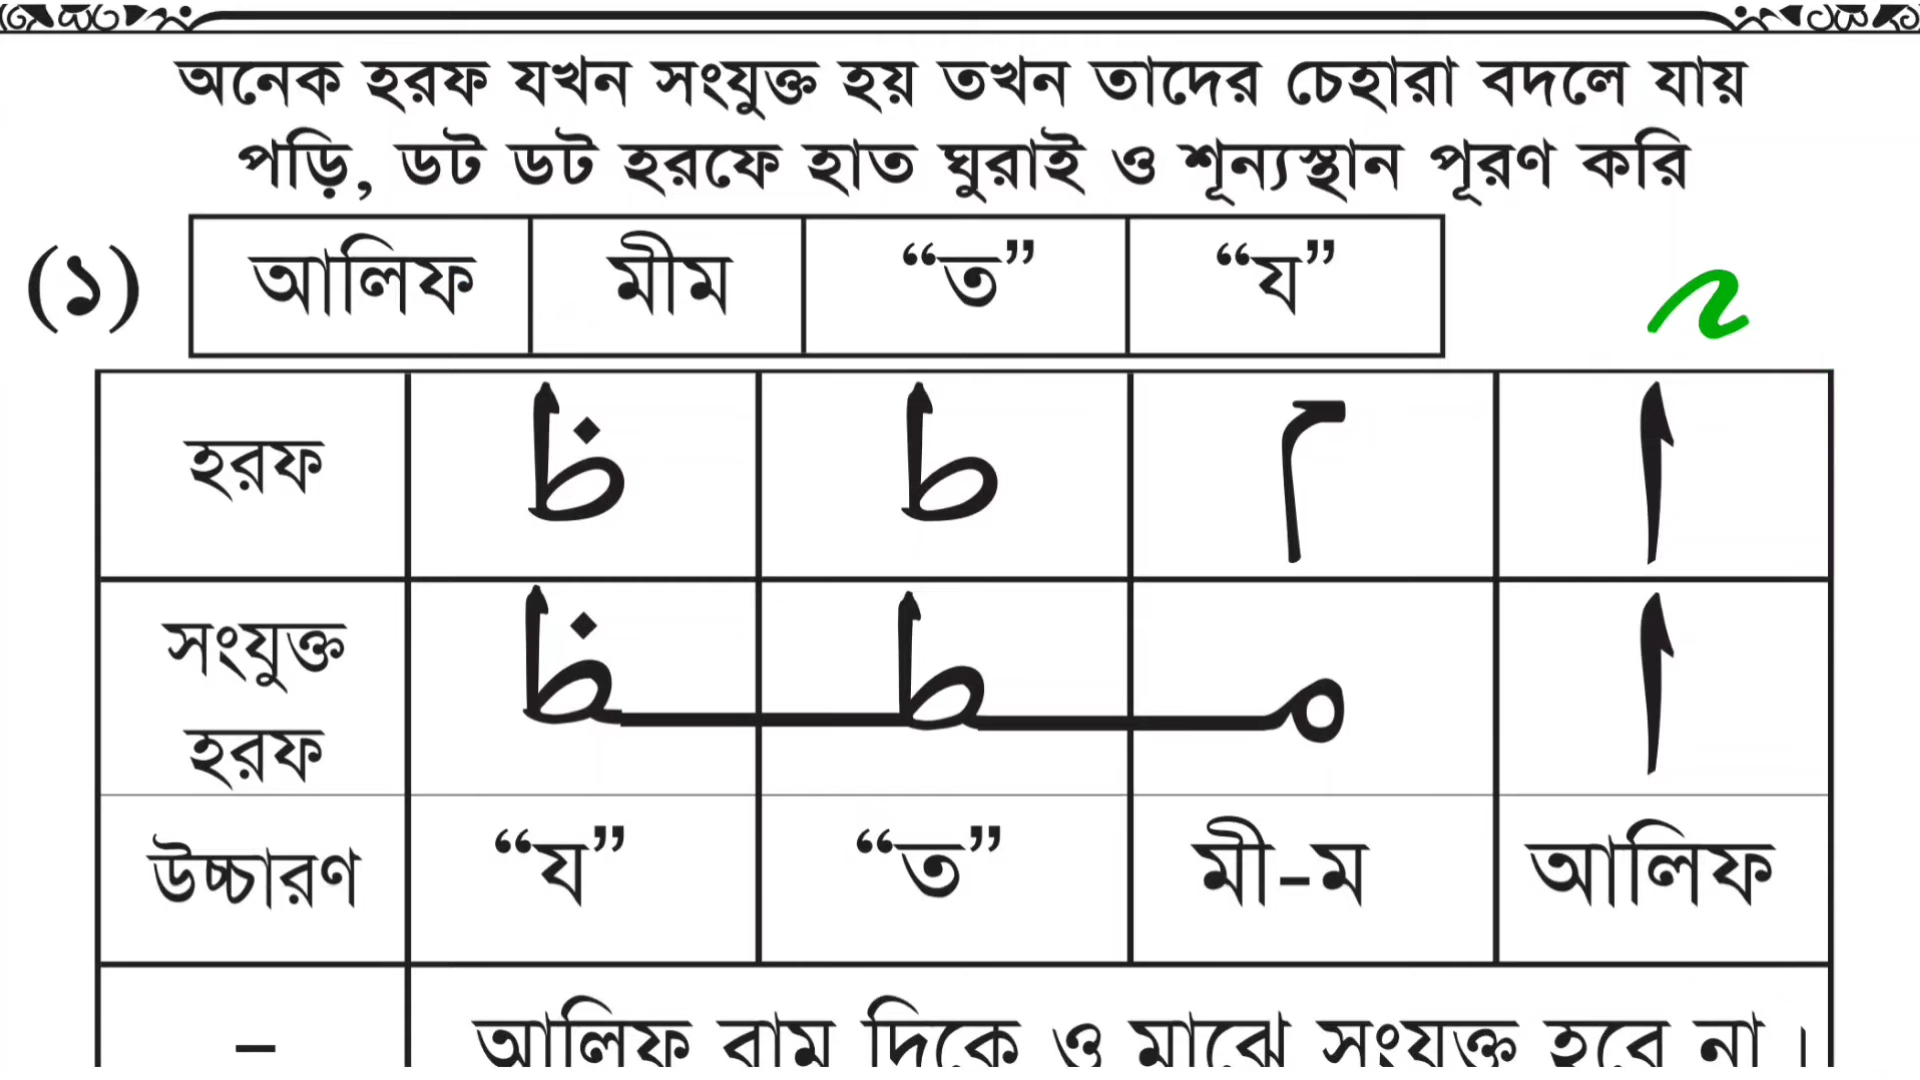 অনেক হরফ যখন সংযুক্ত হয় তখন তাদের চেহারা বদলে যায়
পড়ি, ডট ডট হরফে হাত ঘুরাই ও শূন্যস্থান পূরণ করি
(১) আলিফ মীম “ত” “য”
হরফ ا م ط ظ
সংযুক্ত হরফ ا مـطـظ
উচ্চারণ “য” “ত” মী-ম আলিফ
– আলিফ বাম দিকে ও মাঝে সংযুক্ত হবে না।